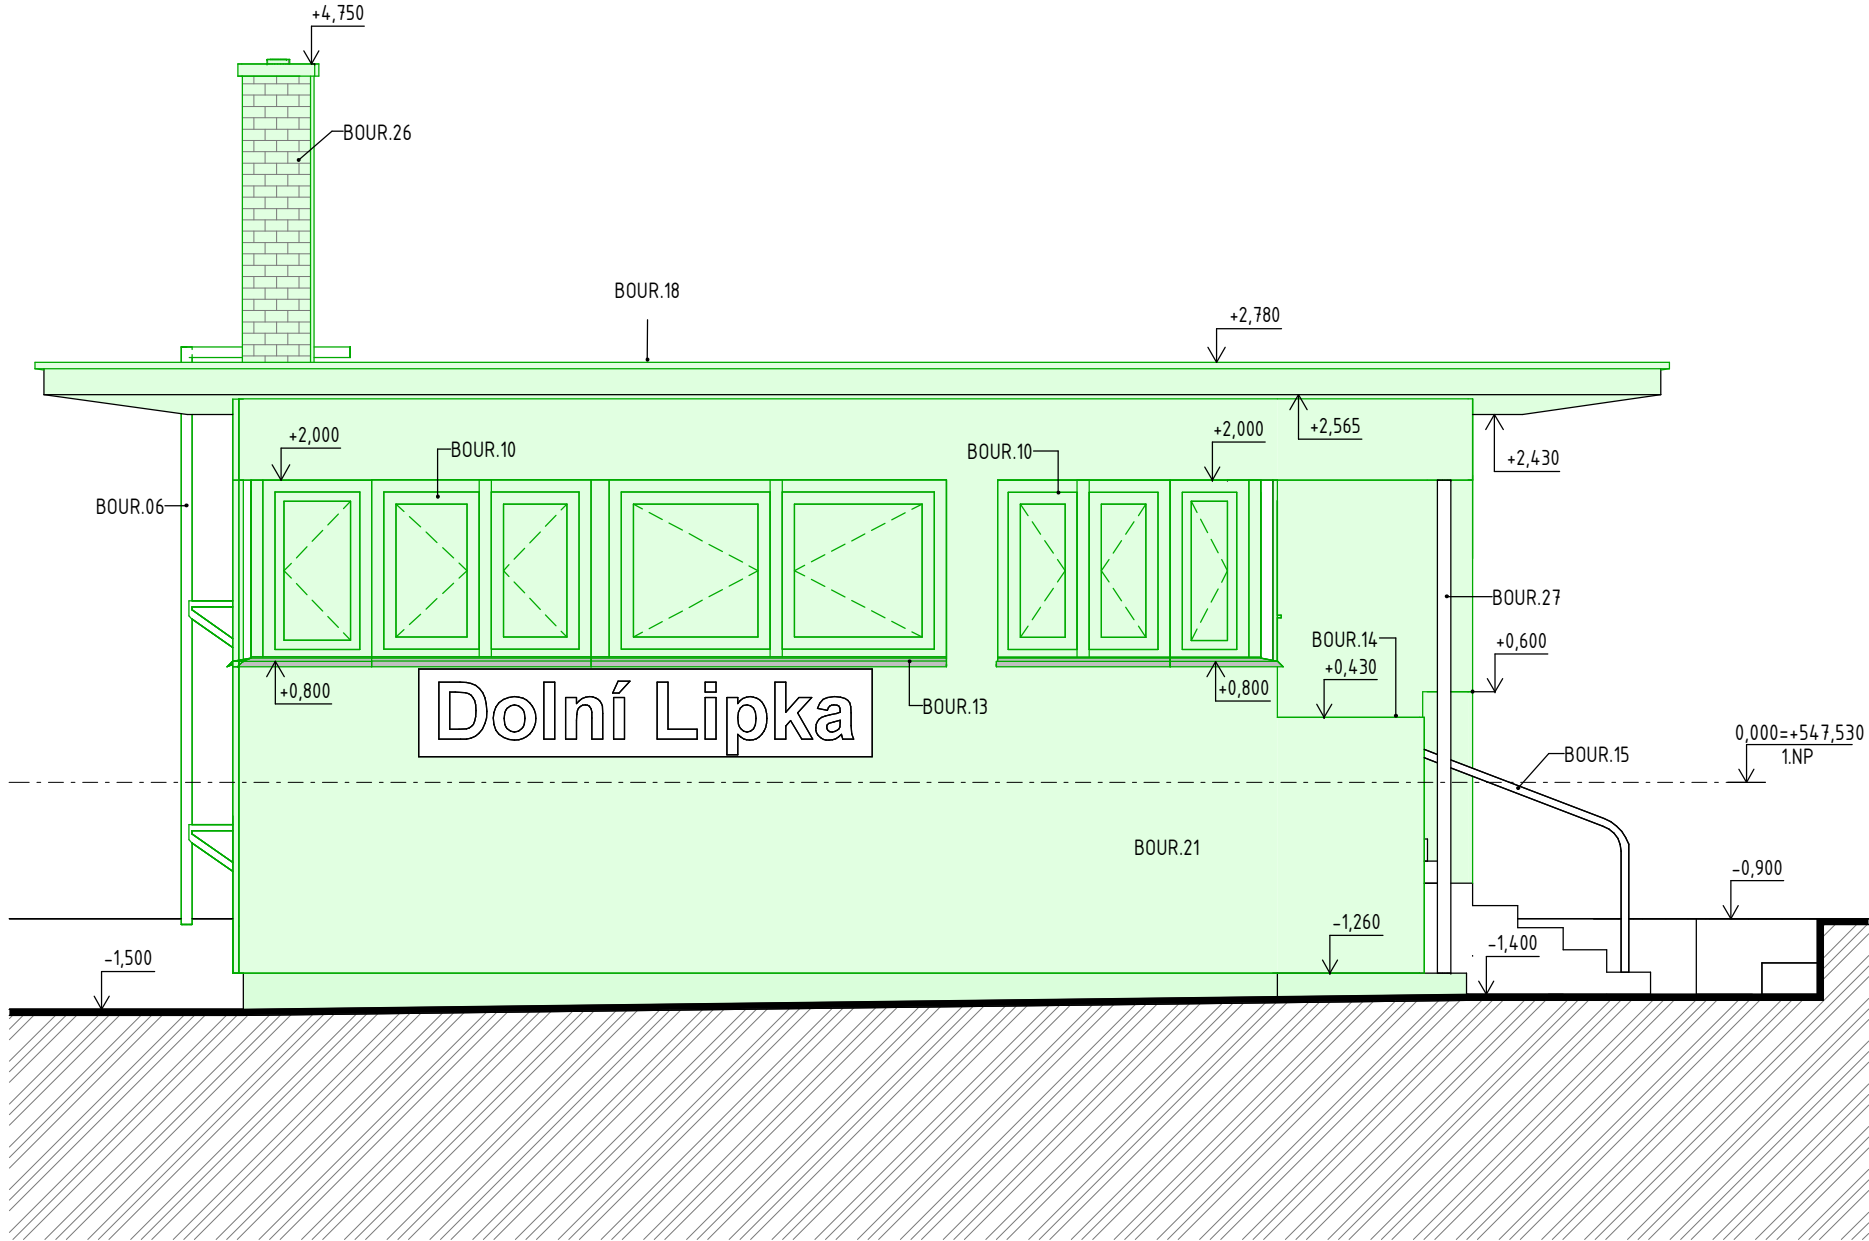 +4,750
BOUR.26
BOUR.18
+2,780
+2,000
BOUR.10
BOUR.10
+2,000
+2,565
+2,430
BOUR.06
BOUR.27
BOUR.14
+0,600
+0,430
+0,800
Dolní Lipka
BOUR.13
+0,800
0,000=+547,530
1.NP
BOUR.15
BOUR.21
-0,900
-1,260
-1,400
-1,500